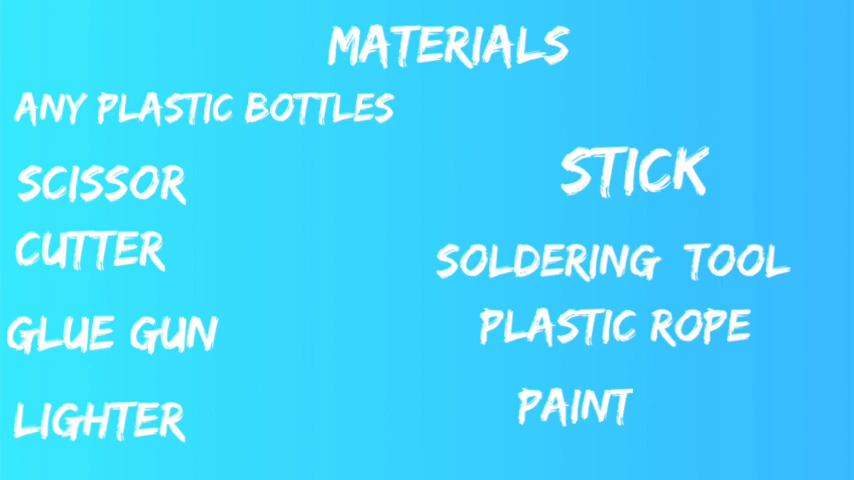 MATERIALS
ANY PLASTIC BOTTLES
SCISSOR
CUTTER
GLUE GUN
LIGHTER
STICK
SOLDERING TOOL
PLASTIC ROPE
PAINT